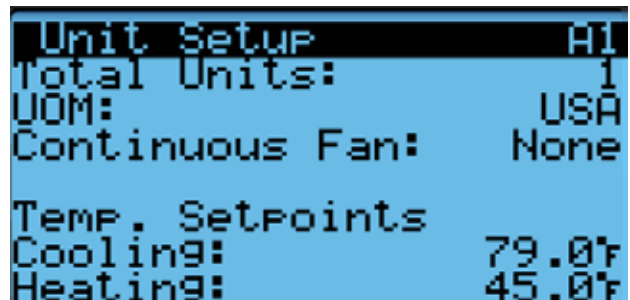 Unit Setup A1
Total Units: 1
UOM: USA
Continuous Fan: None
Temp. Setpoints
Cooling: 79.0°F
Heating: 45.0°F